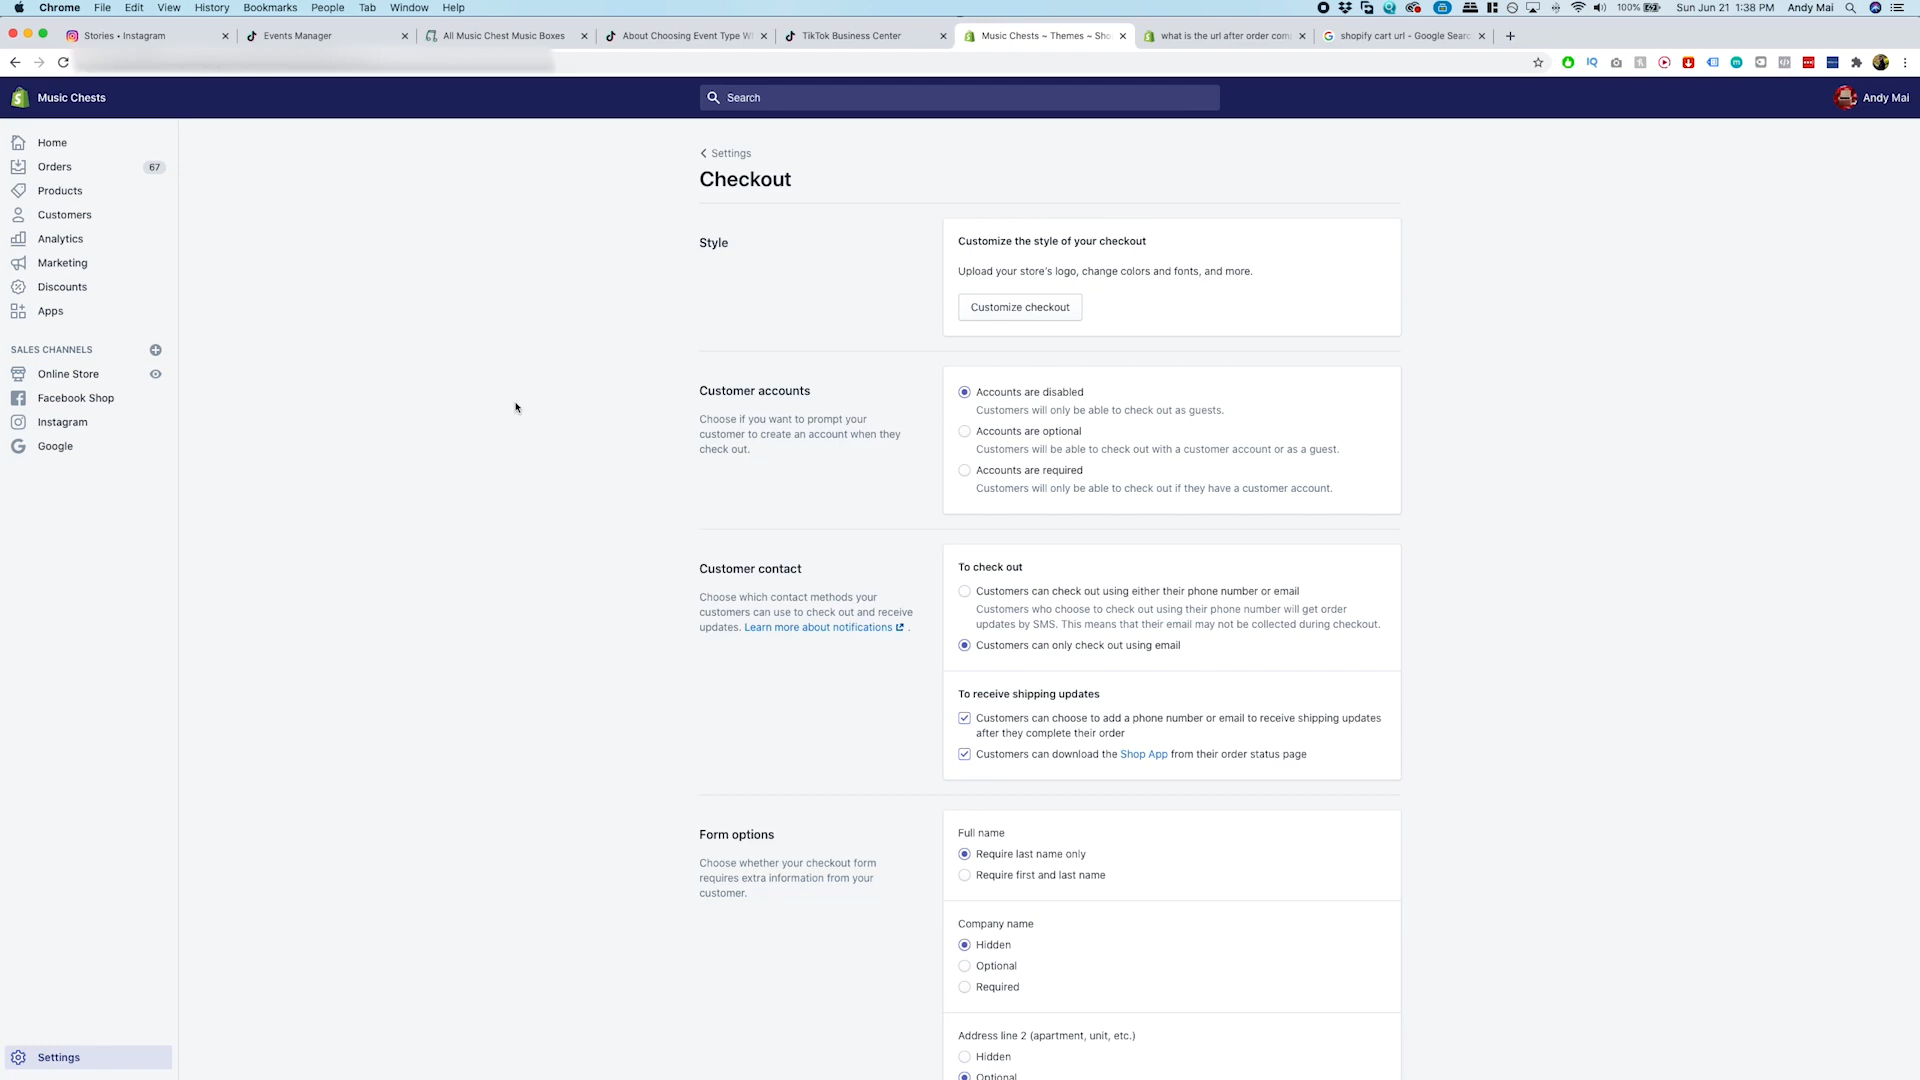 Chrome File Edit View History Bookmarks People Tab Window Help 100% Sun Jun 21 1:38 PM Andy Mai
Stories • Instagram
Events Manager
All Music Chest Music Boxes
About Choosing Event Type W
TikTok Business Center
Music Chests ~ Themes ~ Sho
what is the url after order com
shopify cart url - Google Searc
Music Chests
Search
Andy Mai
Home
Orders 67
Products
Customers
Analytics
Marketing
Discounts
Apps
SALES CHANNELS
Online Store
Facebook Shop
Instagram
Google
Settings
Settings
Checkout
Style
Customize the style of your checkout
Upload your store's logo, change colors and fonts, and more.
Customize checkout
Customer accounts
Choose if you want to prompt your
customer to create an account when they
check out.
Accounts are disabled
Customers will only be able to check out as guests.
Accounts are optional
Customers will be able to check out with a customer account or as a guest.
Accounts are required
Customers will only be able to check out if they have a customer account.
Customer contact
Choose which contact methods your
customers can use to check out and receive
updates. Learn more about notifications .
To check out
Customers can check out using either their phone number or email
Customers who choose to check out using their phone number will get order
updates by SMS. This means that their email may not be collected during checkout.
Customers can only check out using email
To receive shipping updates
Customers can choose to add a phone number or email to receive shipping updates
after they complete their order
Customers can download the Shop App from their order status page
Form options
Choose whether your checkout form
requires extra information from your
customer.
Full name
Require last name only
Require first and last name
Company name
Hidden
Optional
Required
Address line 2 (apartment, unit, etc.)
Hidden
Optional